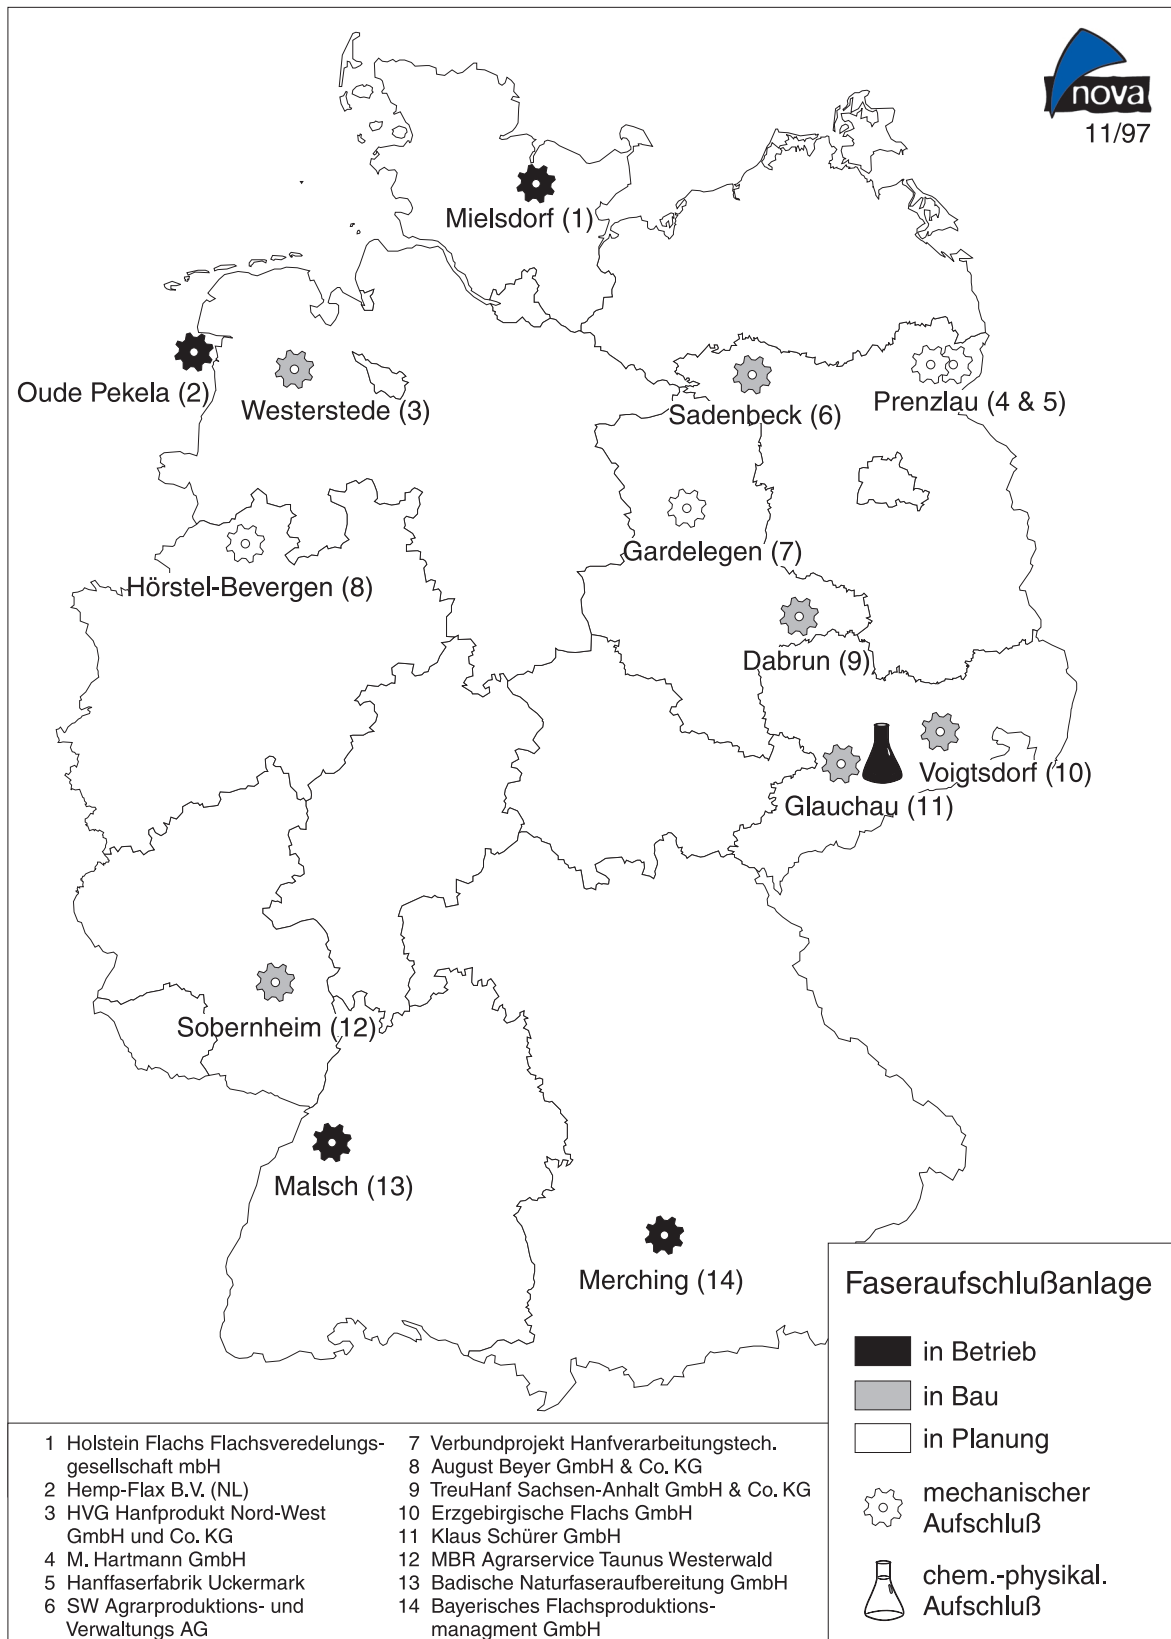 nova
11/97
Mielsdorf (1)
Oude Pekela (2)
Westerstede (3)
Sadenbeck (6)
Prenzlau (4 & 5)
Gardelegen (7)
Hörstel-Bevergen (8)
Dabrun (9)
Voigtsdorf (10)
Glauchau (11)
Sobernheim (12)
Malsch (13)
Merching (14)
Faseraufschlußanlage
in Betrieb
in Bau
in Planung
mechanischer
Aufschluß
chem.-physikal.
Aufschluß
1 Holstein Flachs Flachsveredelungs-
gesellschaft mbH
2 Hemp-Flax B.V. (NL)
3 HVG Hanfprodukt Nord-West
GmbH und Co. KG
4 M. Hartmann GmbH
5 Hanffaserfabrik Uckermark
6 SW Agrarproduktions- und
Verwaltungs AG
7 Verbundprojekt Hanfverarbeitungstech.
8 August Beyer GmbH & Co. KG
9 TreuHanf Sachsen-Anhalt GmbH & Co. KG
10 Erzgebirgische Flachs GmbH
11 Klaus Schürer GmbH
12 MBR Agrarservice Taunus Westerwald
13 Badische Naturfaseraufbereitung GmbH
14 Bayerisches Flachsproduktions-
managment GmbH